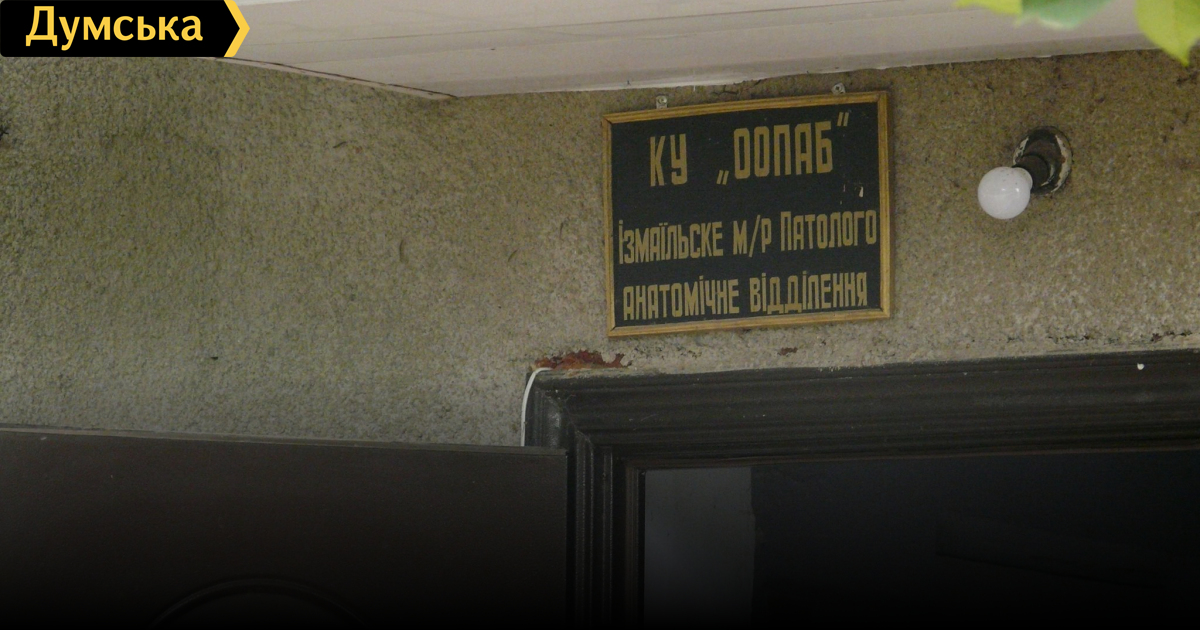 Думська
КУ „ООПАБ“
Ізмаїльске м/р Патолого
анатомічне відділення